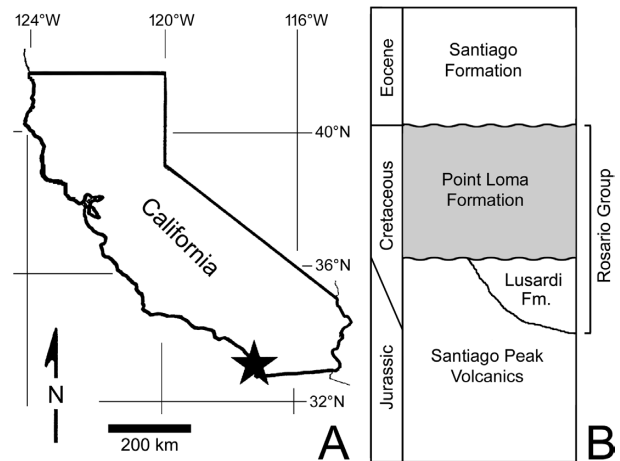 124°W
120°W
116°W
40°N
California
36°N
N
32°N
200 km
A
Eocene
Santiago
Formation
Cretaceous
Point Loma
Formation
Rosario Group
Lusardi
Fm.
Jurassic
Santiago Peak
Volcanics
B